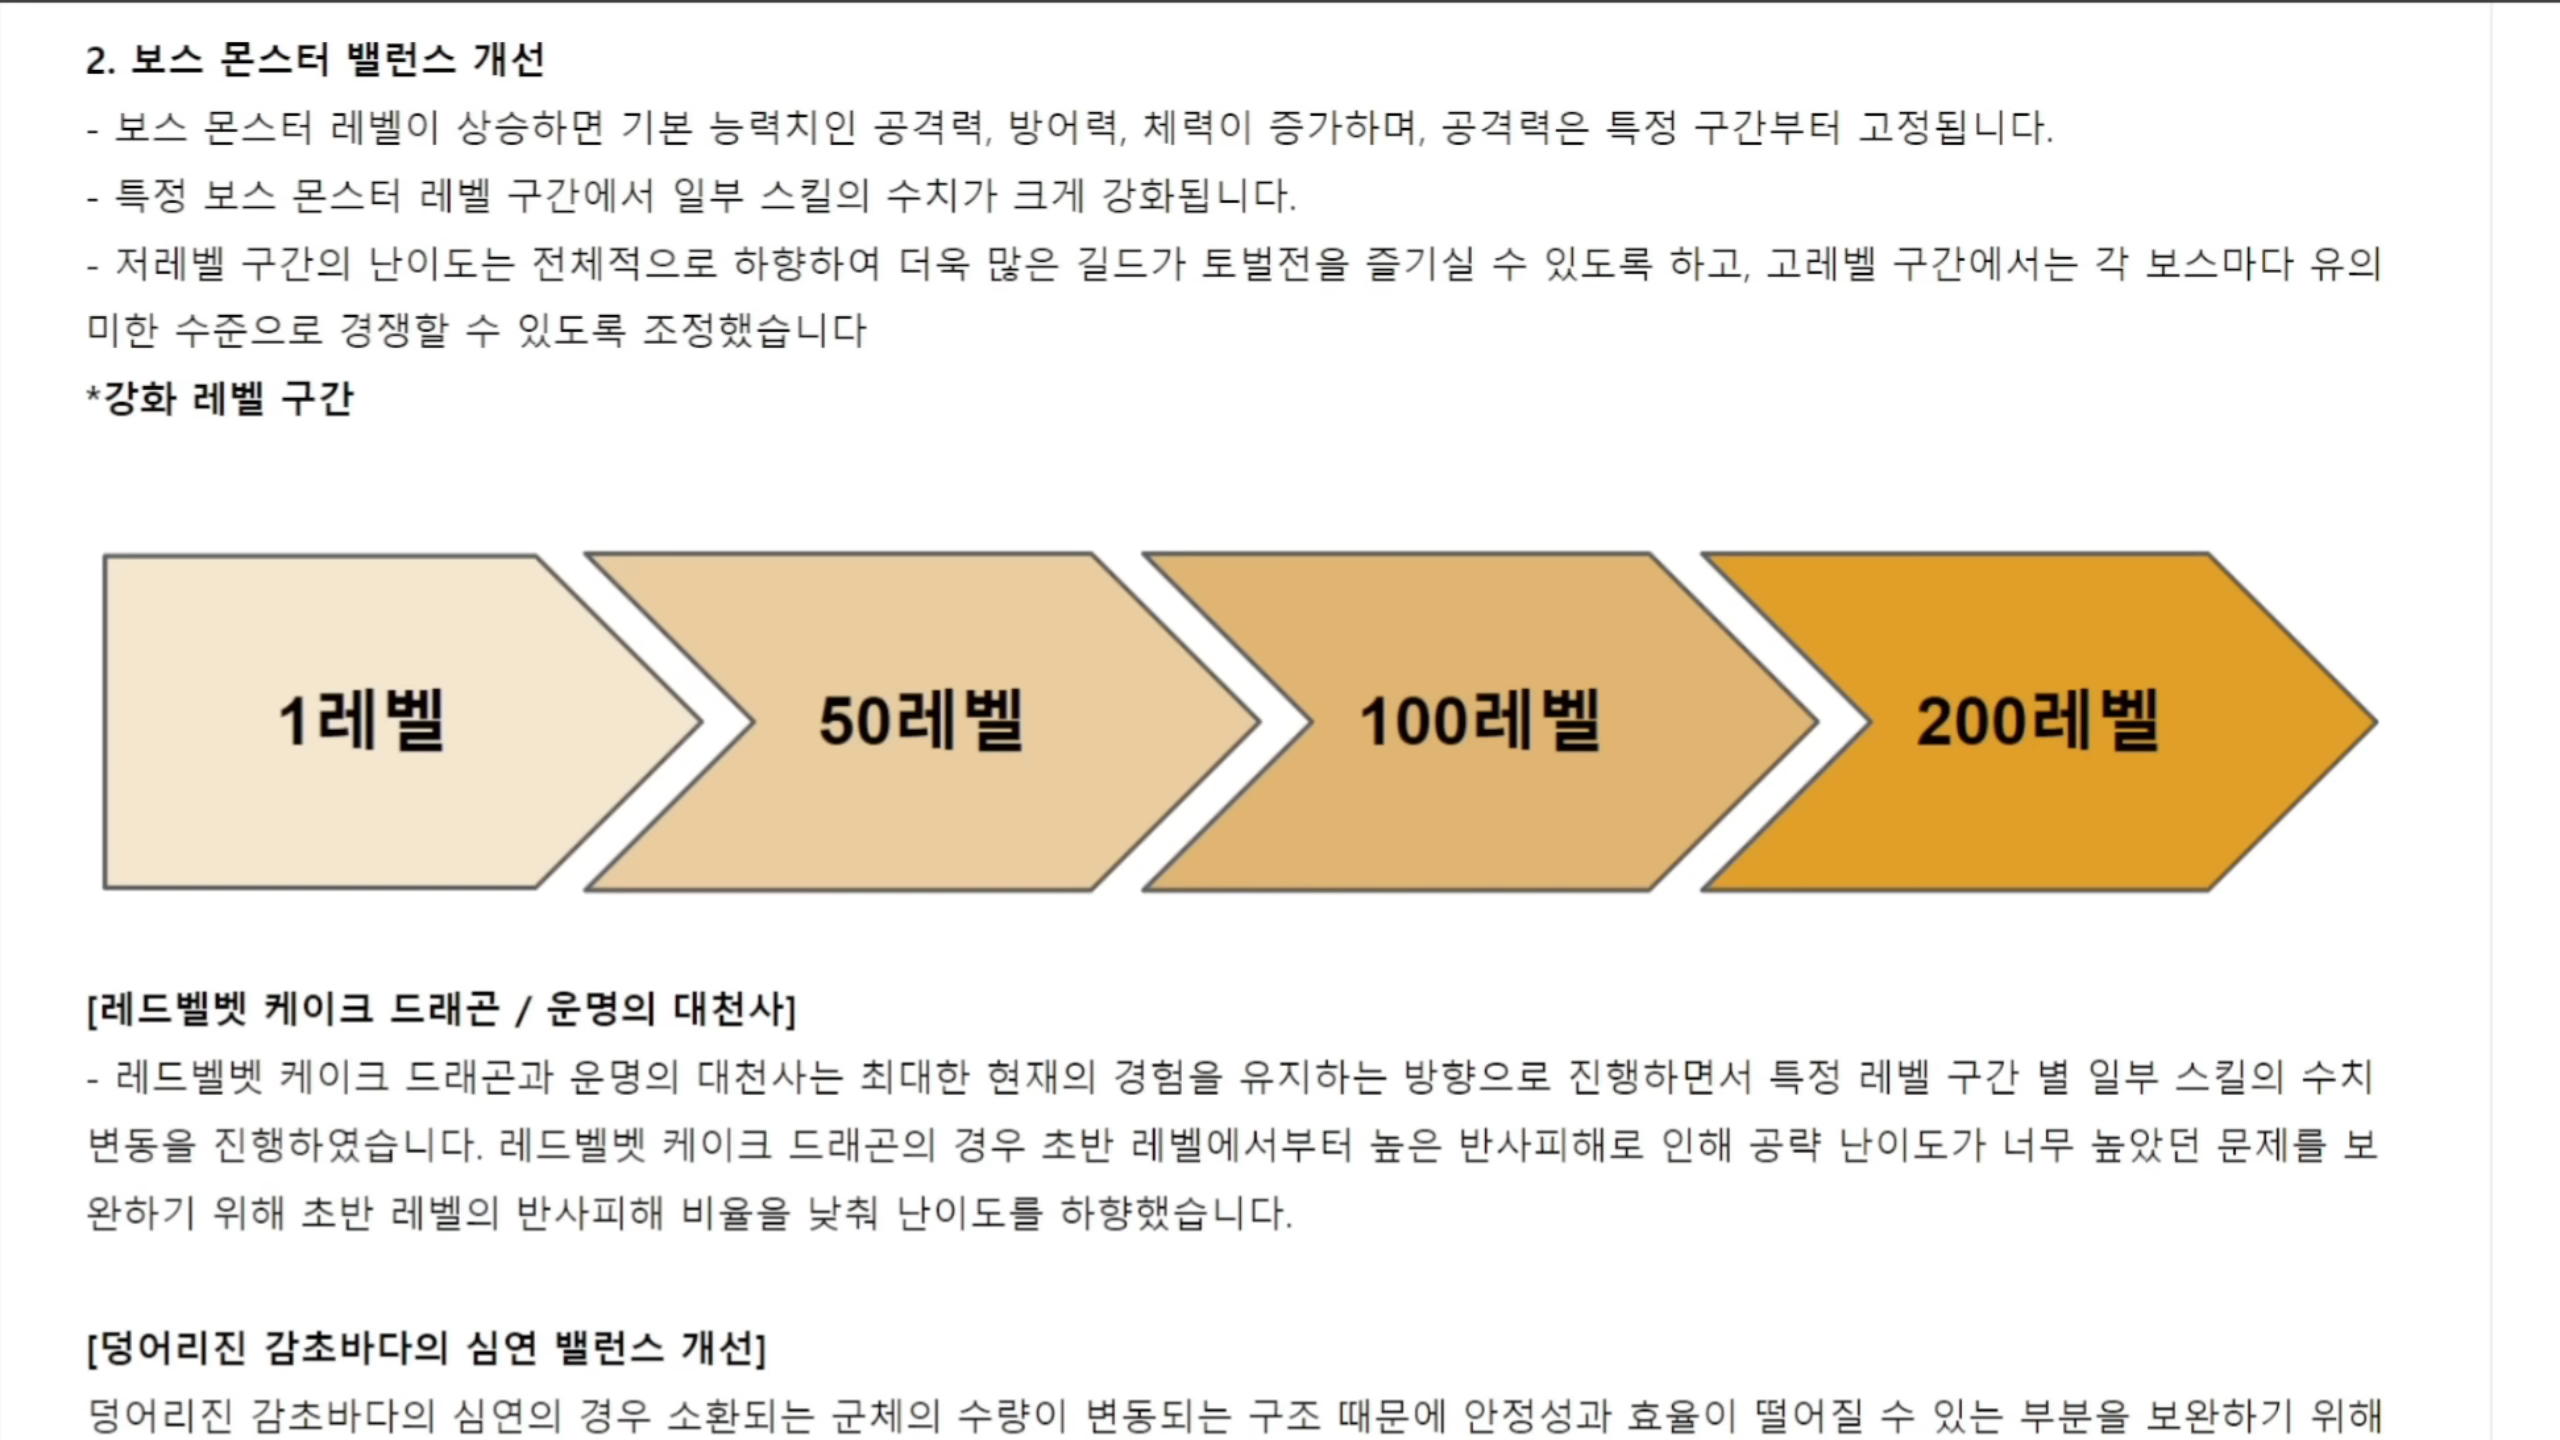 2. 보스 몬스터 밸런스 개선
- 보스 몬스터 레벨이 상승하면 기본 능력치인 공격력, 방어력, 체력이 증가하며, 공격력은 특정 구간부터 고정됩니다.
- 특정 보스 몬스터 레벨 구간에서 일부 스킬의 수치가 크게 강화됩니다.
- 저레벨 구간의 난이도는 전체적으로 하향하여 더욱 많은 길드가 토벌전을 즐기실 수 있도록 하고, 고레벨 구간에서는 각 보스마다 유의
미한 수준으로 경쟁할 수 있도록 조정했습니다
*강화 레벨 구간
1레벨
50레벨
100레벨
200레벨
[레드벨벳 케이크 드래곤 / 운명의 대천사]
- 레드벨벳 케이크 드래곤과 운명의 대천사는 최대한 현재의 경험을 유지하는 방향으로 진행하면서 특정 레벨 구간 별 일부 스킬의 수치
변동을 진행하였습니다. 레드벨벳 케이크 드래곤의 경우 초반 레벨에서부터 높은 반사피해로 인해 공략 난이도가 너무 높았던 문제를 보
완하기 위해 초반 레벨의 반사피해 비율을 낮춰 난이도를 하향했습니다.
[덩어리진 감초바다의 심연 밸런스 개선]
덩어리진 감초바다의 심연의 경우 소환되는 군체의 수량이 변동되는 구조 때문에 안정성과 효율이 떨어질 수 있는 부분을 보완하기 위해